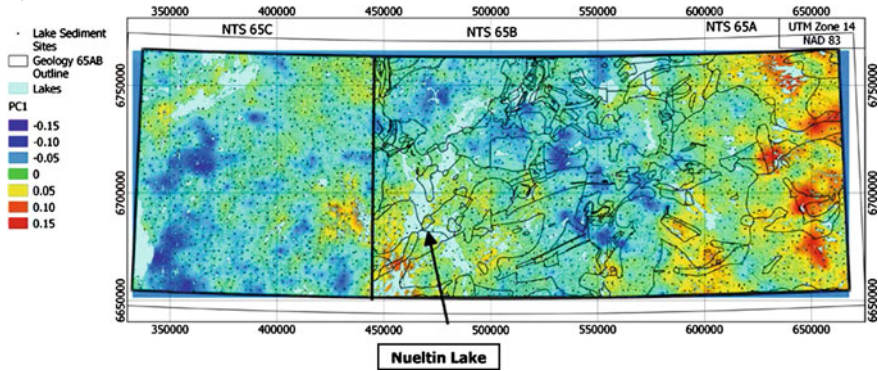 350000 400000 450000 500000 550000 600000 650000
NTS 65C NTS 65B NTS 65A UTM Zone 14
NAD 83
Lake Sediment
Sites
Geology 65AB
Outline
Lakes
PC1
-0.15
-0.10
-0.05
0
0.05
0.10
0.15
6750000 6750000
6700000 6700000
6650000 6650000
350000 400000 450000 500000 550000 600000 650000
Nueltin Lake